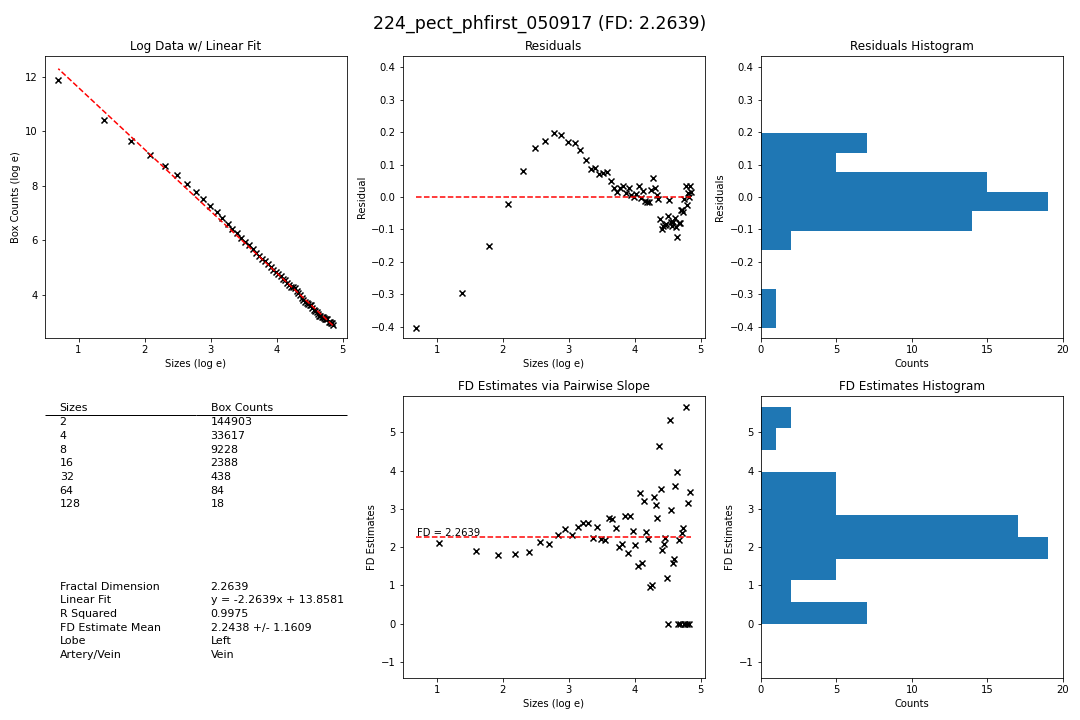 224_pect_phfirst_050917 (FD: 2.2639)
Log Data w/ Linear Fit
Box Counts (log e)
12
10
8
6
4
1 2 3 4 5
Sizes (log e)
Residuals
Residual
0.4
0.3
0.2
0.1
0.0
−0.1
−0.2
−0.3
−0.4
1 2 3 4 5
Sizes (log e)
Residuals Histogram
Residuals
0.4
0.3
0.2
0.1
0.0
−0.1
−0.2
−0.3
−0.4
0 5 10 15 20
Counts
Sizes Box Counts
2 144903
4 33617
8 9228
16 2388
32 438
64 84
128 18
Fractal Dimension 2.2639
Linear Fit y = -2.2639x + 13.8581
R Squared 0.9975
FD Estimate Mean 2.2438 +/- 1.1609
Lobe Left
Artery/Vein Vein
FD Estimates via Pairwise Slope
FD Estimates
5
4
3
2
1
0
−1
FD = 2.2639
1 2 3 4 5
Sizes (log e)
FD Estimates Histogram
FD Estimates
5
4
3
2
1
0
−1
0 5 10 15 20
Counts